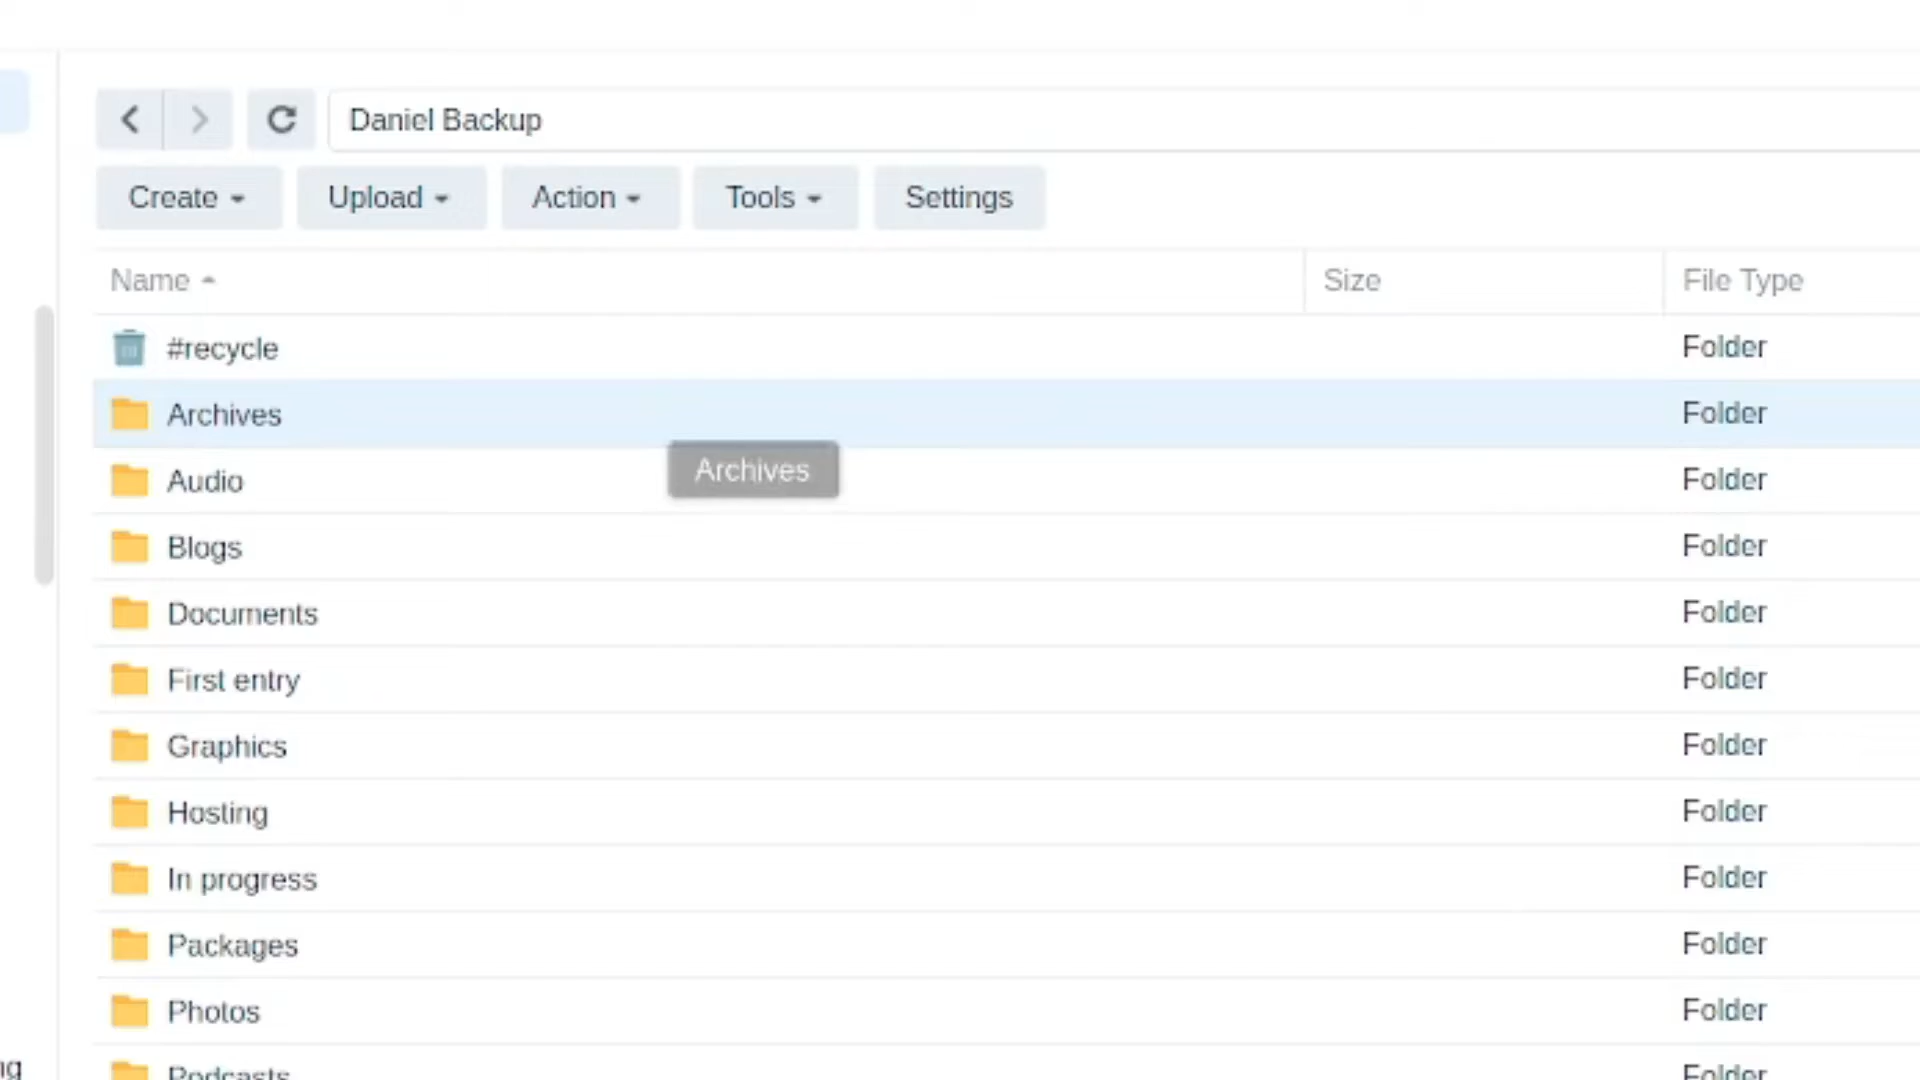 Daniel Backup
Create Upload Action Tools Settings
Name Size File Type
#recycle Folder
Archives Folder
Archives
Audio Folder
Blogs Folder
Documents Folder
First entry Folder
Graphics Folder
Hosting Folder
In progress Folder
Packages Folder
Photos Folder
Podcasts Folder